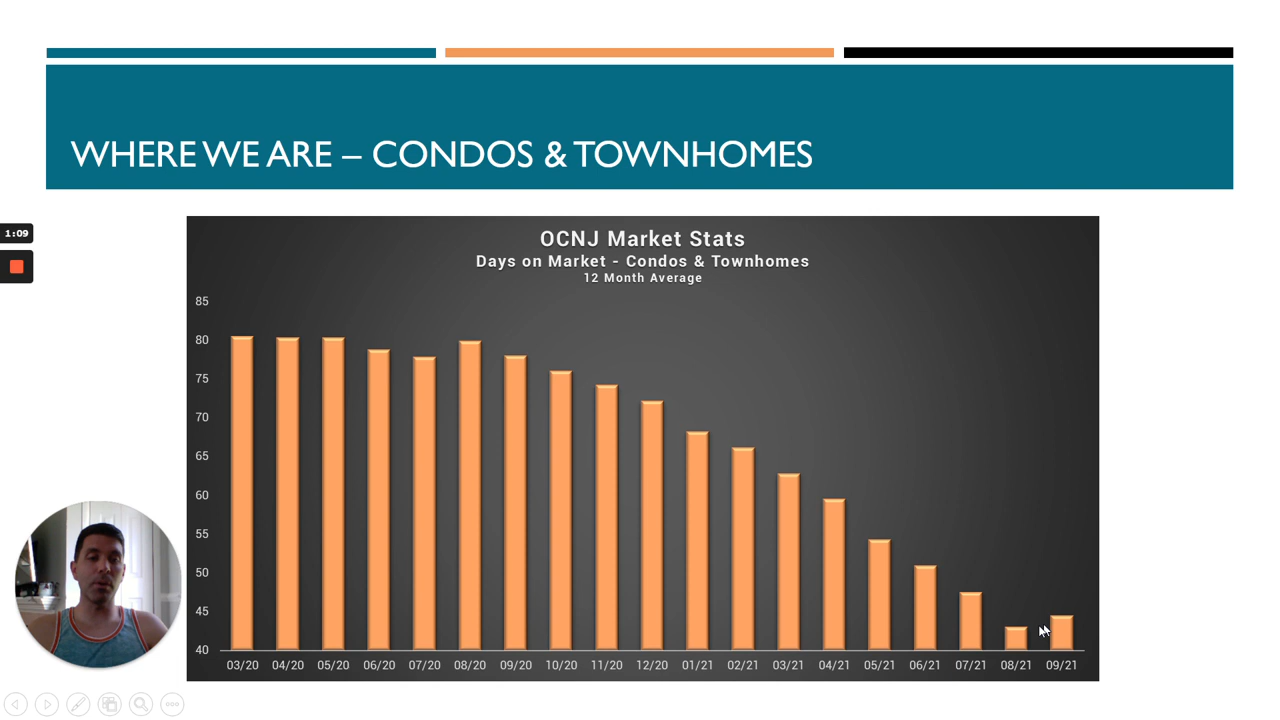 WHERE WE ARE – CONDOS & TOWNHOMES
1:09
OCNJ Market Stats
Days on Market - Condos & Townhomes
12 Month Average
85
80
75
70
65
60
55
50
45
40
03/20 04/20 05/20 06/20 07/20 08/20 09/20 10/20 11/20 12/20 01/21 02/21 03/21 04/21 05/21 06/21 07/21 08/21 09/21